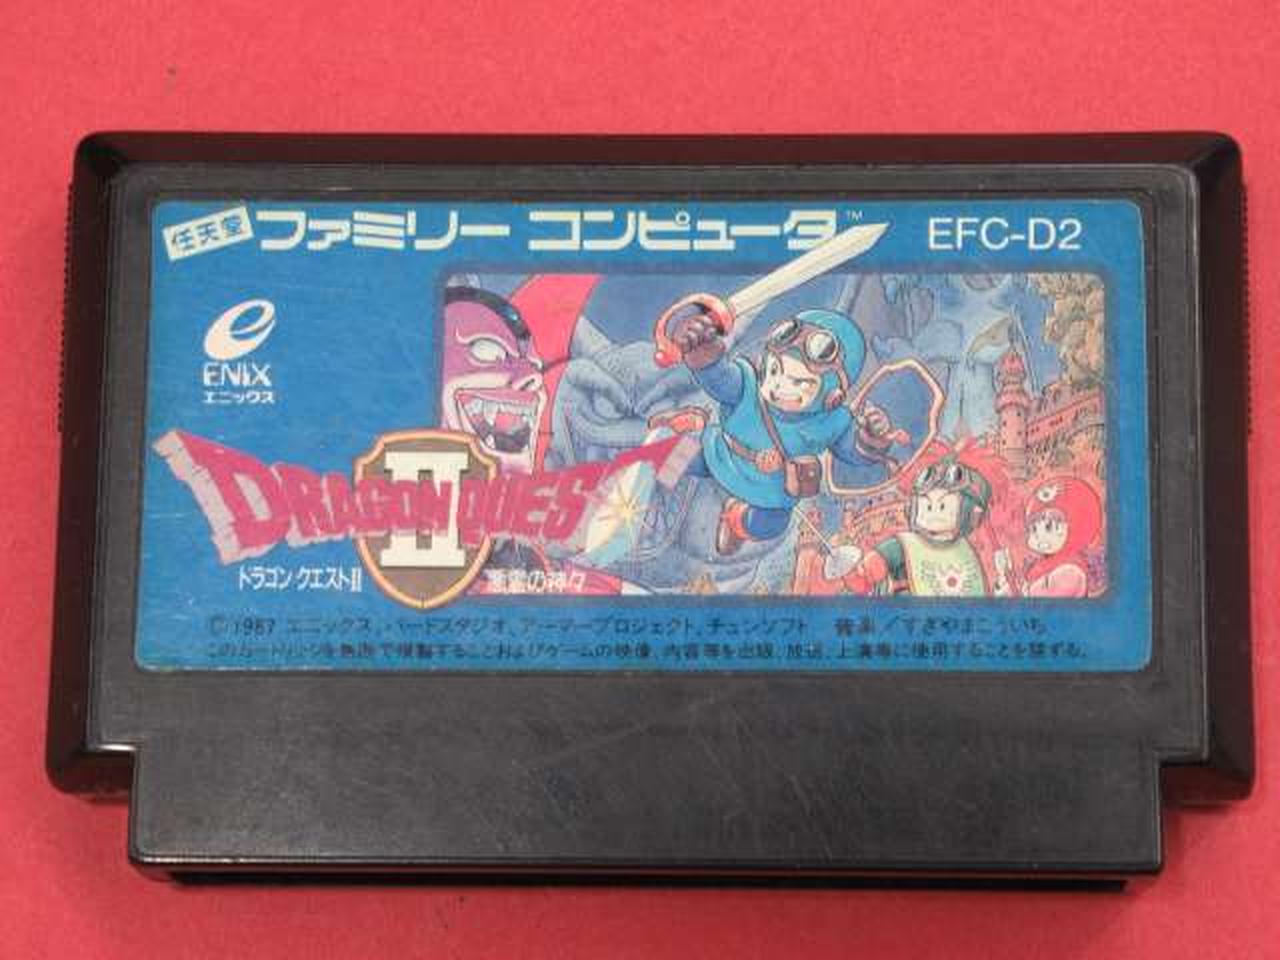 任天堂 ファミリー コンピュータ™ EFC-D2
ENIX
エニックス
DRAGON QUEST
II
ドラゴンクエストII 悪霊の神々
©1987 エニックス、バードスタジオ、アーマープロジェクト、チュンソフト 音楽/すぎやまこういち
このカートリッジを無断で複製することおよびゲームの映像、内容等を出版、放送、上演等に使用することを禁ずる。